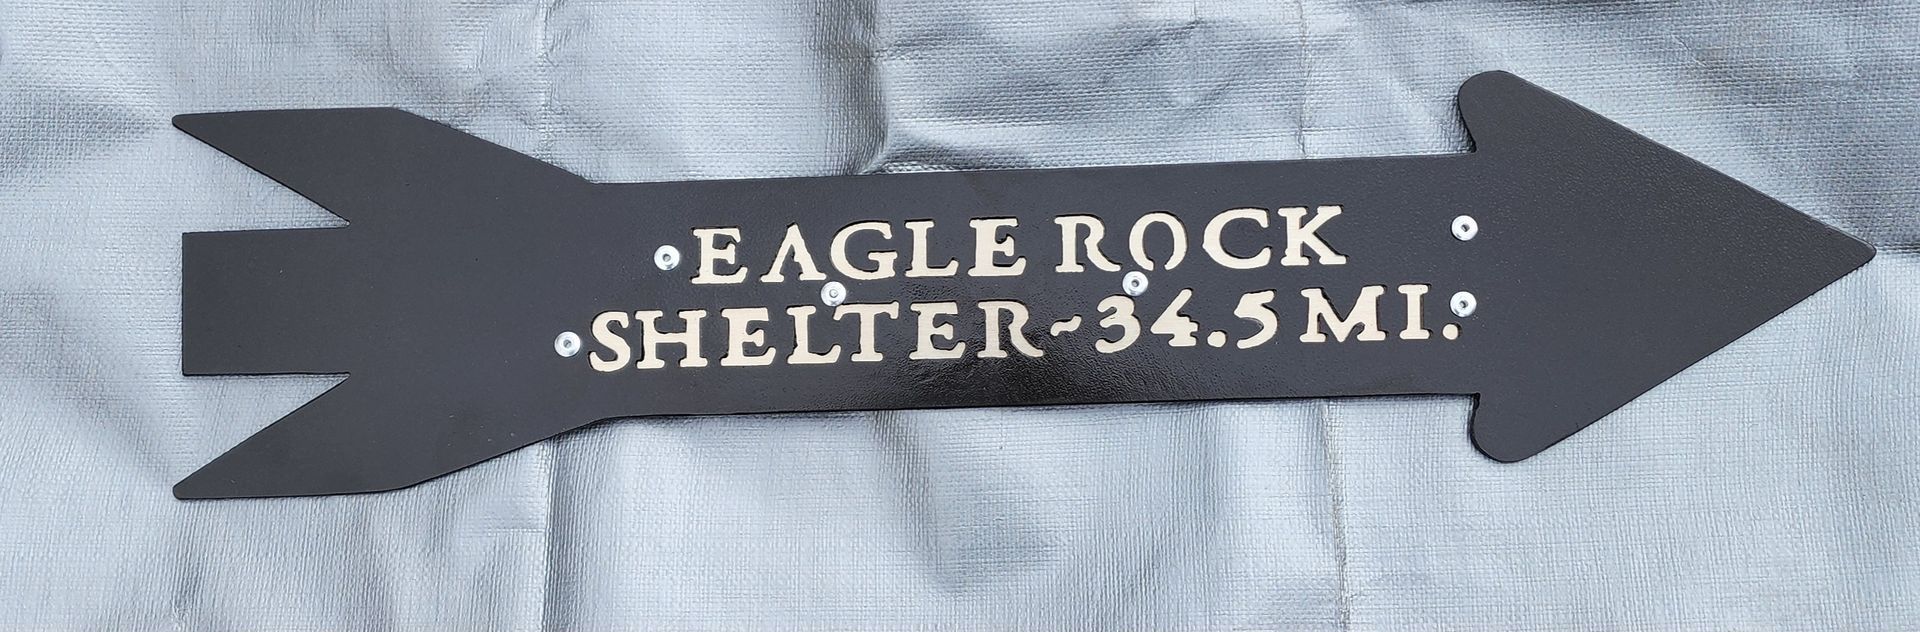 EAGLE ROCK
SHELTER~34.5 MI.